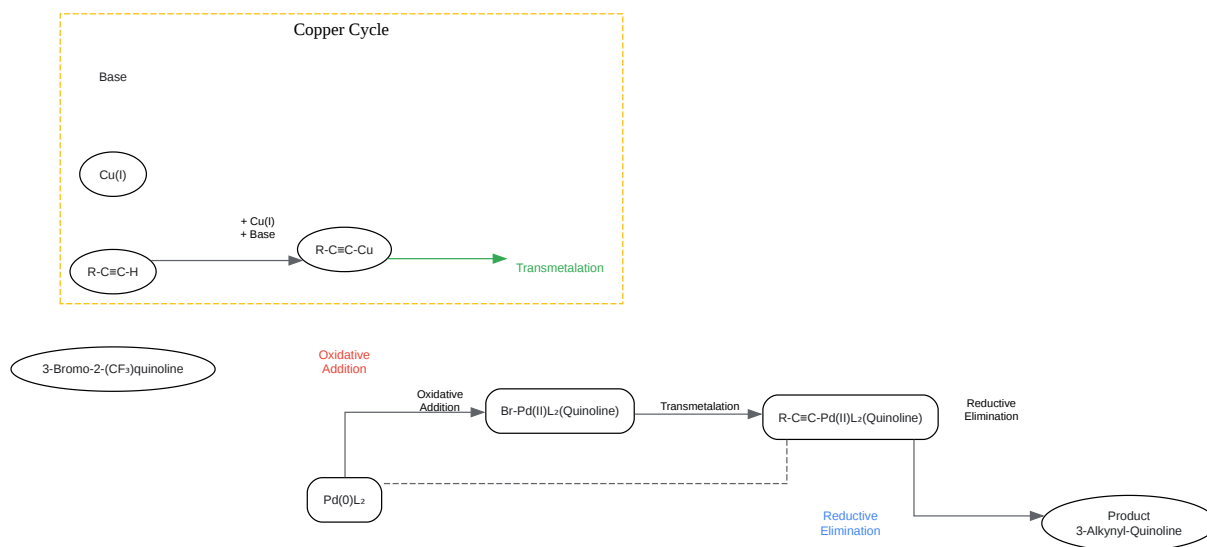 Copper Cycle
Base
Cu(I)
+ Cu(I)
+ Base
R-C≡C-Cu
R-C≡C-H
Transmetalation
3-Bromo-2-(CF₃)quinoline
Oxidative
Addition
Oxidative
Addition
Br-Pd(II)L₂(Quinoline)
Transmetalation
R-C≡C-Pd(II)L₂(Quinoline)
Reductive
Elimination
Pd(0)L₂
Reductive
Elimination
Product
3-Alkynyl-Quinoline